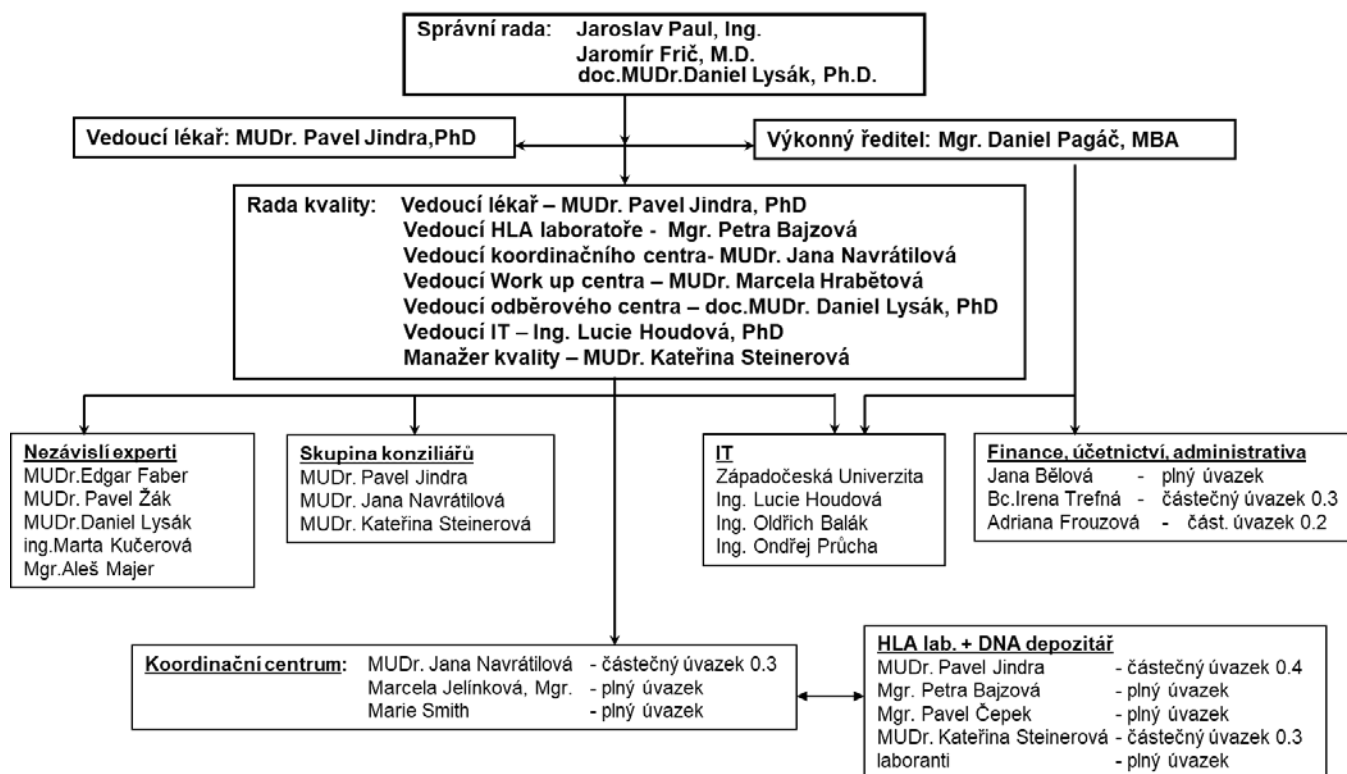 Správní rada: Jaroslav Paul, Ing.
Jaromír Frič, M.D.
doc.MUDr.Daniel Lysák, Ph.D.
Vedoucí lékař: MUDr. Pavel Jindra,PhD
Výkonný ředitel: Mgr. Daniel Pagáč, MBA
Rada kvality: Vedoucí lékař – MUDr. Pavel Jindra, PhD
Vedoucí HLA laboratoře - Mgr. Petra Bajzová
Vedoucí koordinačního centra- MUDr. Jana Navrátilová
Vedoucí Work up centra – MUDr. Marcela Hrabětová
Vedoucí odběrového centra – doc.MUDr. Daniel Lysák, PhD
Vedoucí IT – Ing. Lucie Houdová, PhD
Manažer kvality – MUDr. Kateřina Steinerová
Nezávislí experti
MUDr.Edgar Faber
MUDr. Pavel Žák
MUDr.Daniel Lysák
ing.Marta Kučerová
Mgr.Aleš Majer
Skupina konziliářů
MUDr. Pavel Jindra
MUDr. Jana Navrátilová
MUDr. Kateřina Steinerová
IT
Západočeská Univerzita
Ing. Lucie Houdová
Ing. Oldřich Balák
Ing. Ondřej Průcha
Finance, účetnictví, administrativa
Jana Bělová - plný úvazek
Bc.Irena Trefná - částečný úvazek 0.3
Adriana Frouzová - část. úvazek 0.2
Koordinační centrum: MUDr. Jana Navrátilová - částečný úvazek 0.3
Marcela Jelínková, Mgr. - plný úvazek
Marie Smith - plný úvazek
HLA lab. + DNA depozitář
MUDr. Pavel Jindra - částečný úvazek 0.4
Mgr. Petra Bajzová - plný úvazek
Mgr. Pavel Čepek - plný úvazek
MUDr. Kateřina Steinerová - částečný úvazek 0.3
laboranti - plný úvazek